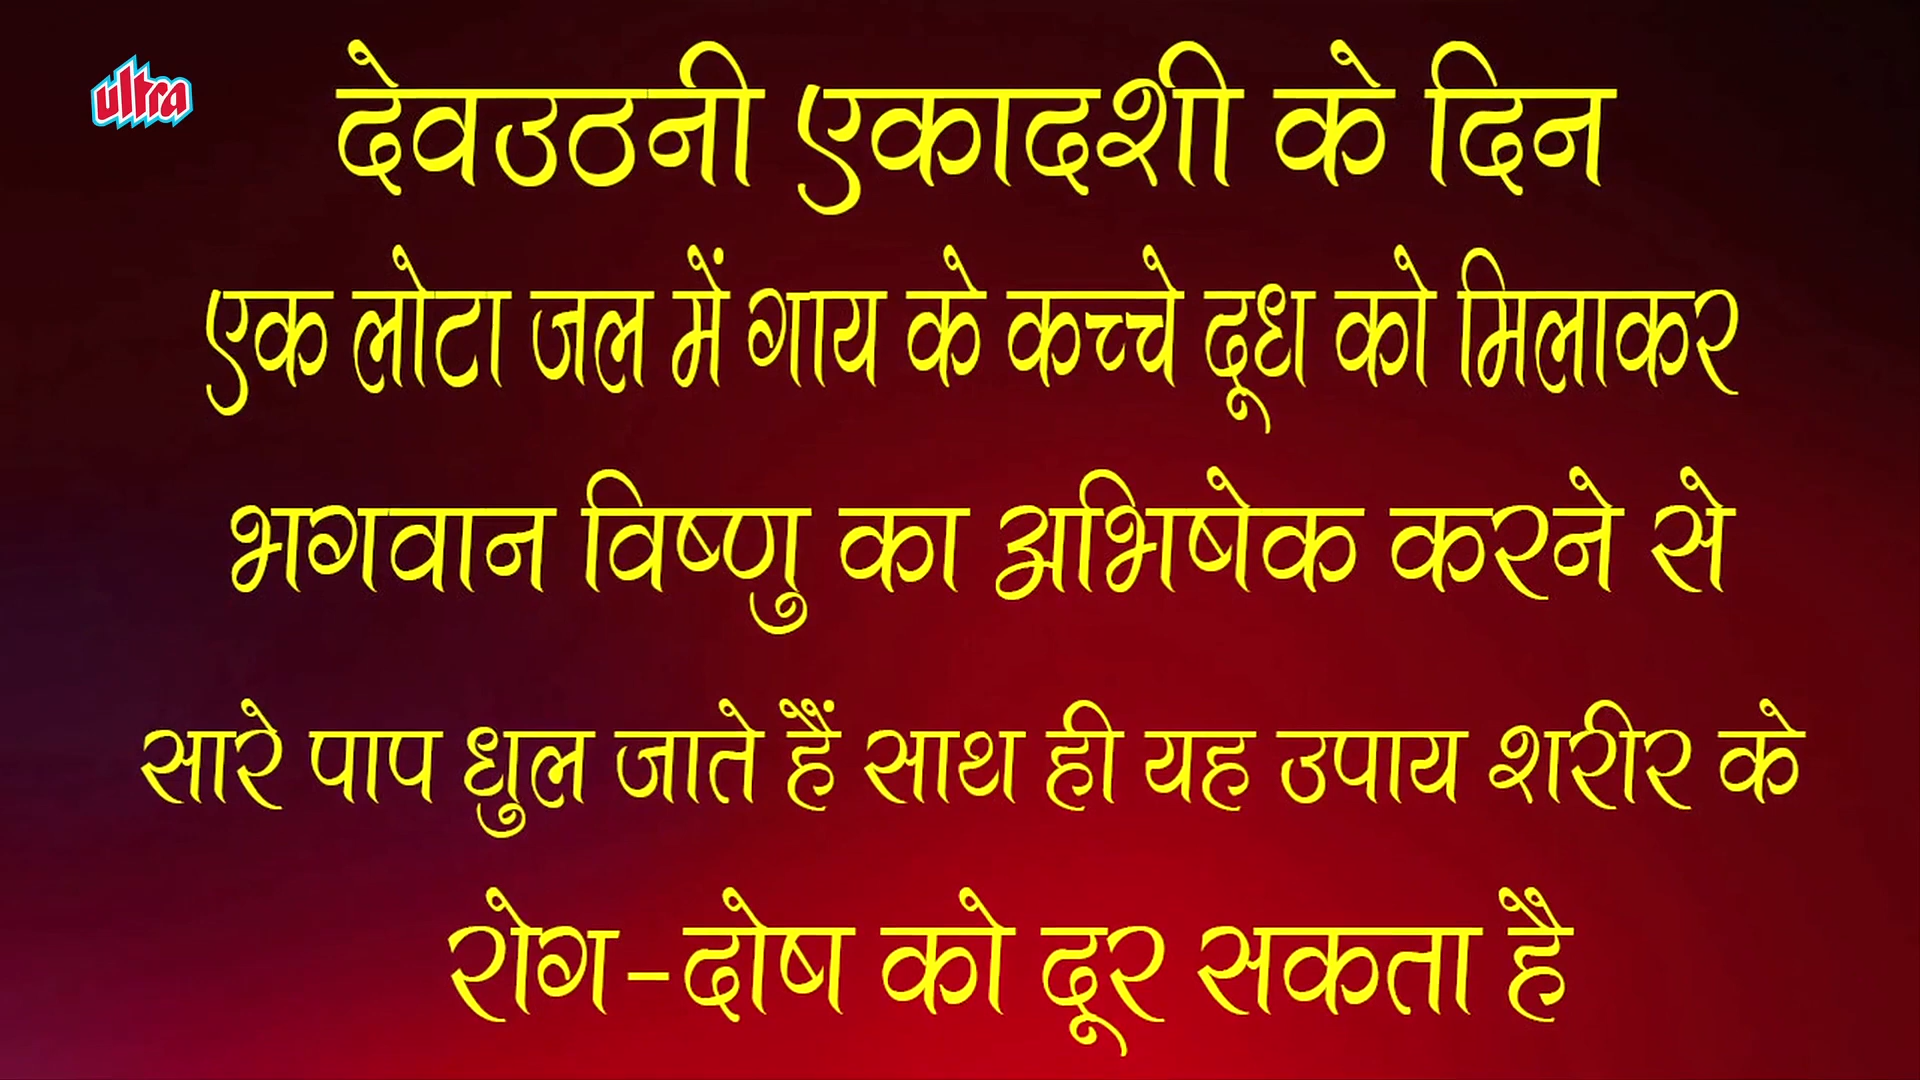 ultra
देवउठनी एकादशी के दिन
एक लोटा जल में गाय के कच्चे दूध को मिलाकर
भगवान विष्णु का अभिषेक करने से
सारे पाप धुल जाते हैं साथ ही यह उपाय शरीर के
रोग-दोष को दूर सकता है